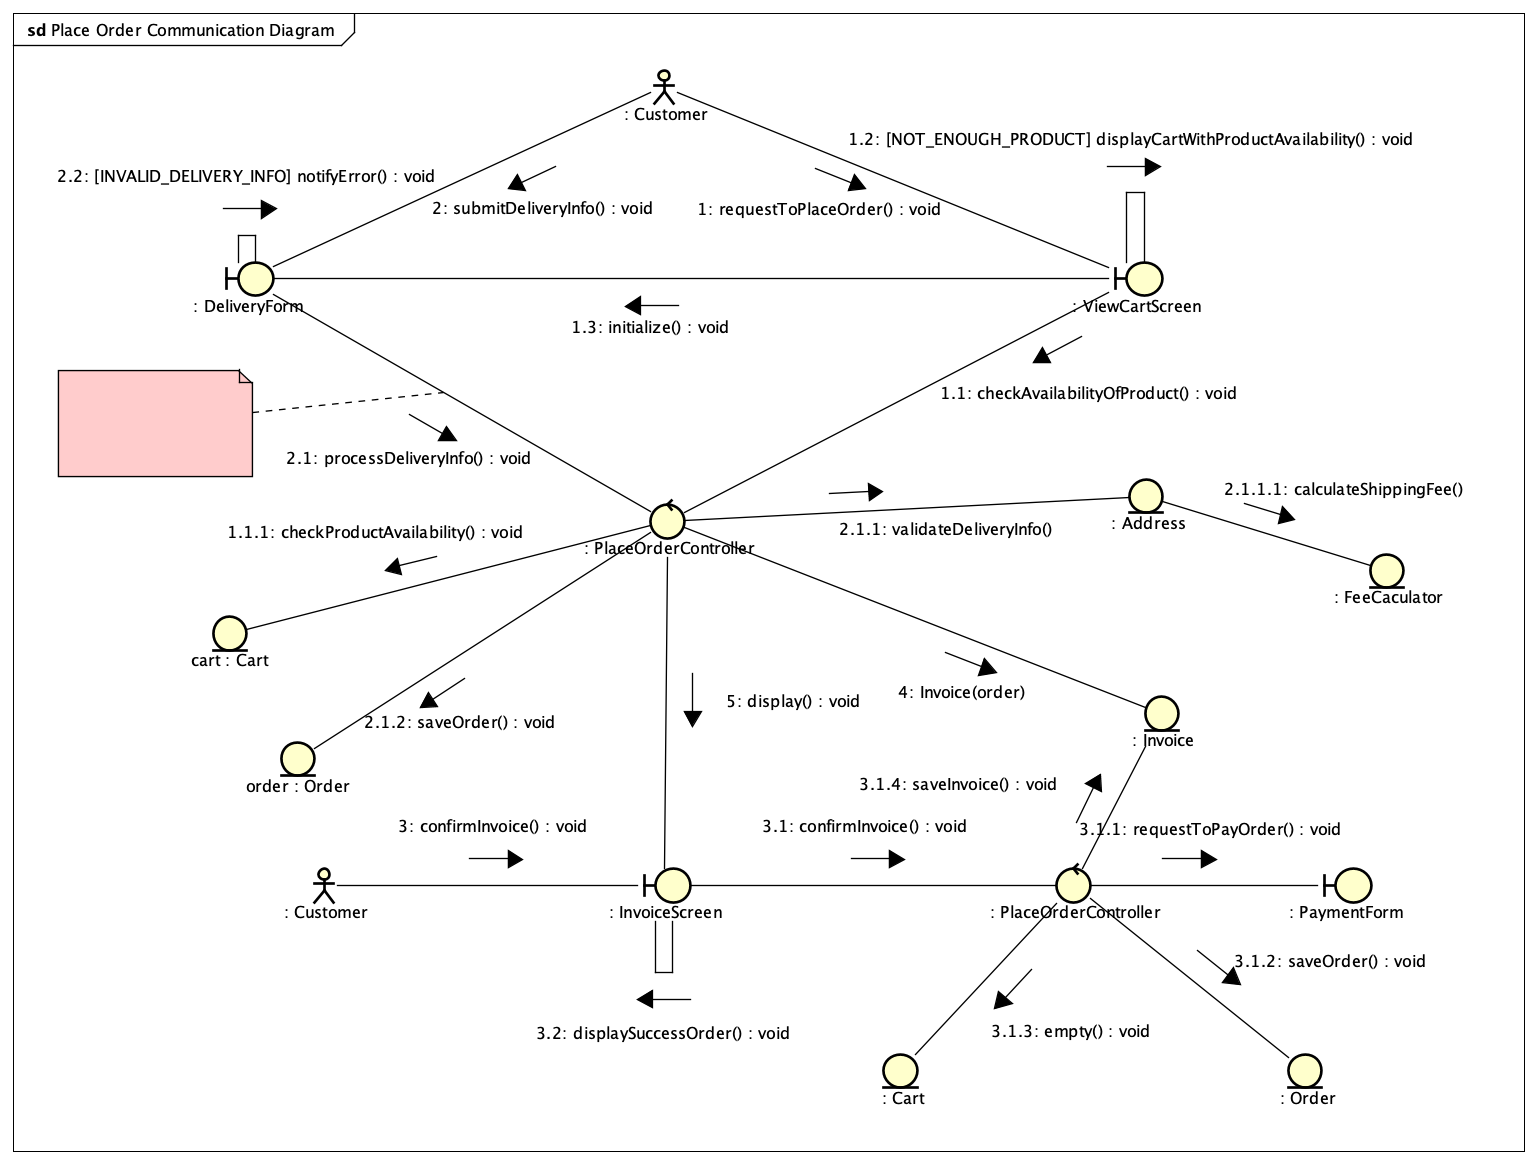 sd Place Order Communication Diagram
: Customer
1.2: [NOT_ENOUGH_PRODUCT] displayCartWithProductAvailability() : void
2.2: [INVALID_DELIVERY_INFO] notifyError() : void
2: submitDeliveryInfo() : void
1: requestToPlaceOrder() : void
: DeliveryForm
: ViewCartScreen
1.3: initialize() : void
1.1: checkAvailabilityOfProduct() : void
2.1: processDeliveryInfo() : void
2.1.1.1: calculateShippingFee()
1.1.1: checkProductAvailability() : void
2.1.1: validateDeliveryInfo()
: Address
: PlaceOrderController
: FeeCaculator
cart : Cart
4: Invoice(order)
5: display() : void
2.1.2: saveOrder() : void
: Invoice
order : Order
3.1.4: saveInvoice() : void
3: confirmInvoice() : void
3.1: confirmInvoice() : void
3.1.1: requestToPayOrder() : void
: Customer
: InvoiceScreen
: PlaceOrderController
: PaymentForm
3.1.2: saveOrder() : void
3.2: displaySuccessOrder() : void
3.1.3: empty() : void
: Cart
: Order